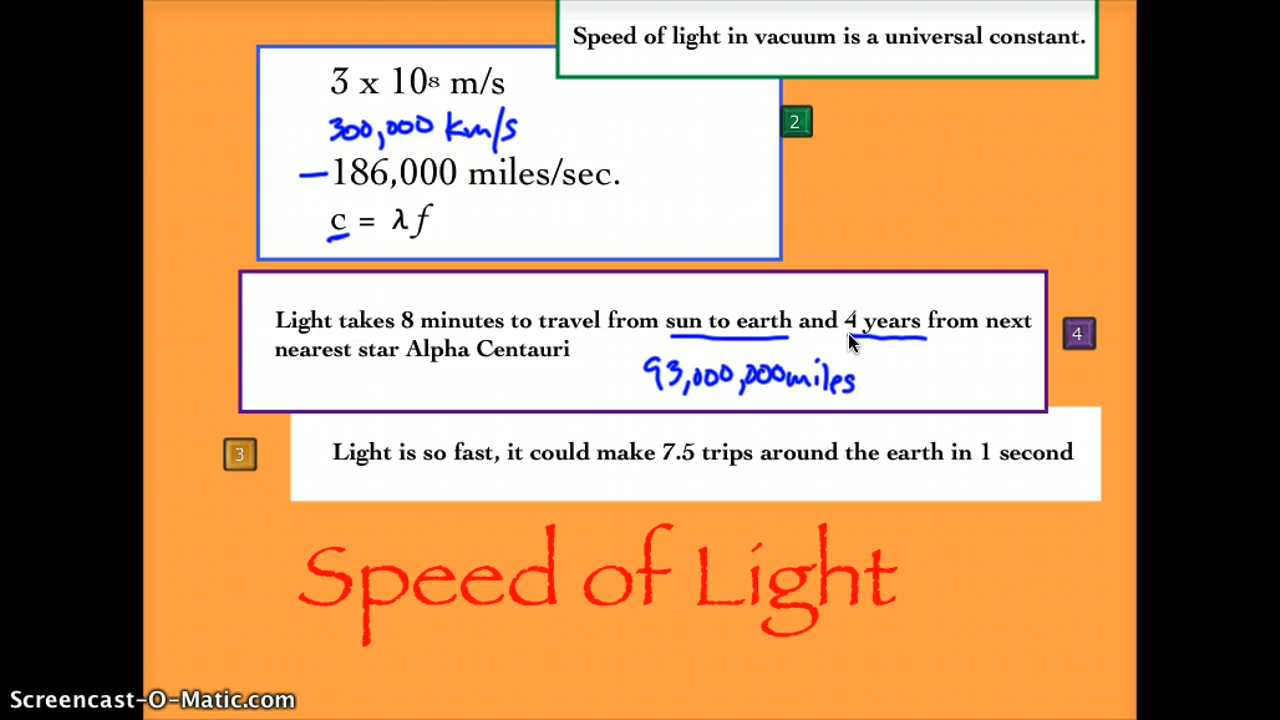 Speed of light in vacuum is a universal constant.
3 x 10⁸ m/s
300,000 km/s
2
186,000 miles/sec.
c = λf
Light takes 8 minutes to travel from sun to earth and 4 years from next
nearest star Alpha Centauri
4
93,000,000miles
3
Light is so fast, it could make 7.5 trips around the earth in 1 second
Speed of Light
Screencast-O-Matic.com